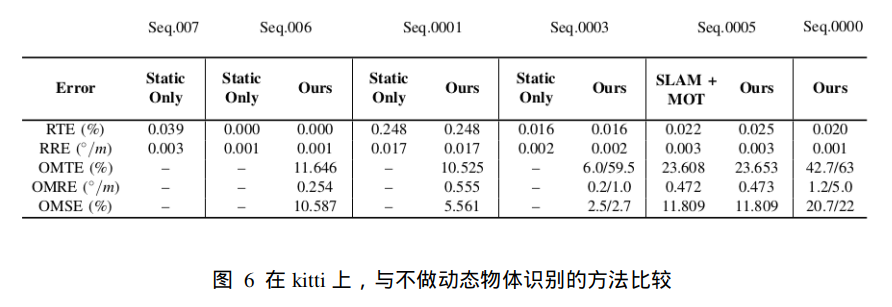 Seq.007 Seq.006 Seq.0001 Seq.0003 Seq.0005 Seq.0000
Error Static Only Static Only Ours Static Only Ours Static Only Ours SLAM + MOT Ours Ours
RTE (%) 0.039 0.000 0.000 0.248 0.248 0.016 0.016 0.022 0.025 0.020
RRE (°/m) 0.003 0.001 0.001 0.017 0.017 0.002 0.002 0.003 0.003 0.001
OMTE (%) – – 11.646 – 10.525 – 6.0/59.5 23.608 23.653 42.7/63
OMRE (°/m) – – 0.254 – 0.555 – 0.2/1.0 0.472 0.473 1.2/5.0
OMSE (%) – – 10.587 – 5.561 – 2.5/2.7 11.809 11.809 20.7/22
图 6 在 kitti 上，与不做动态物体识别的方法比较